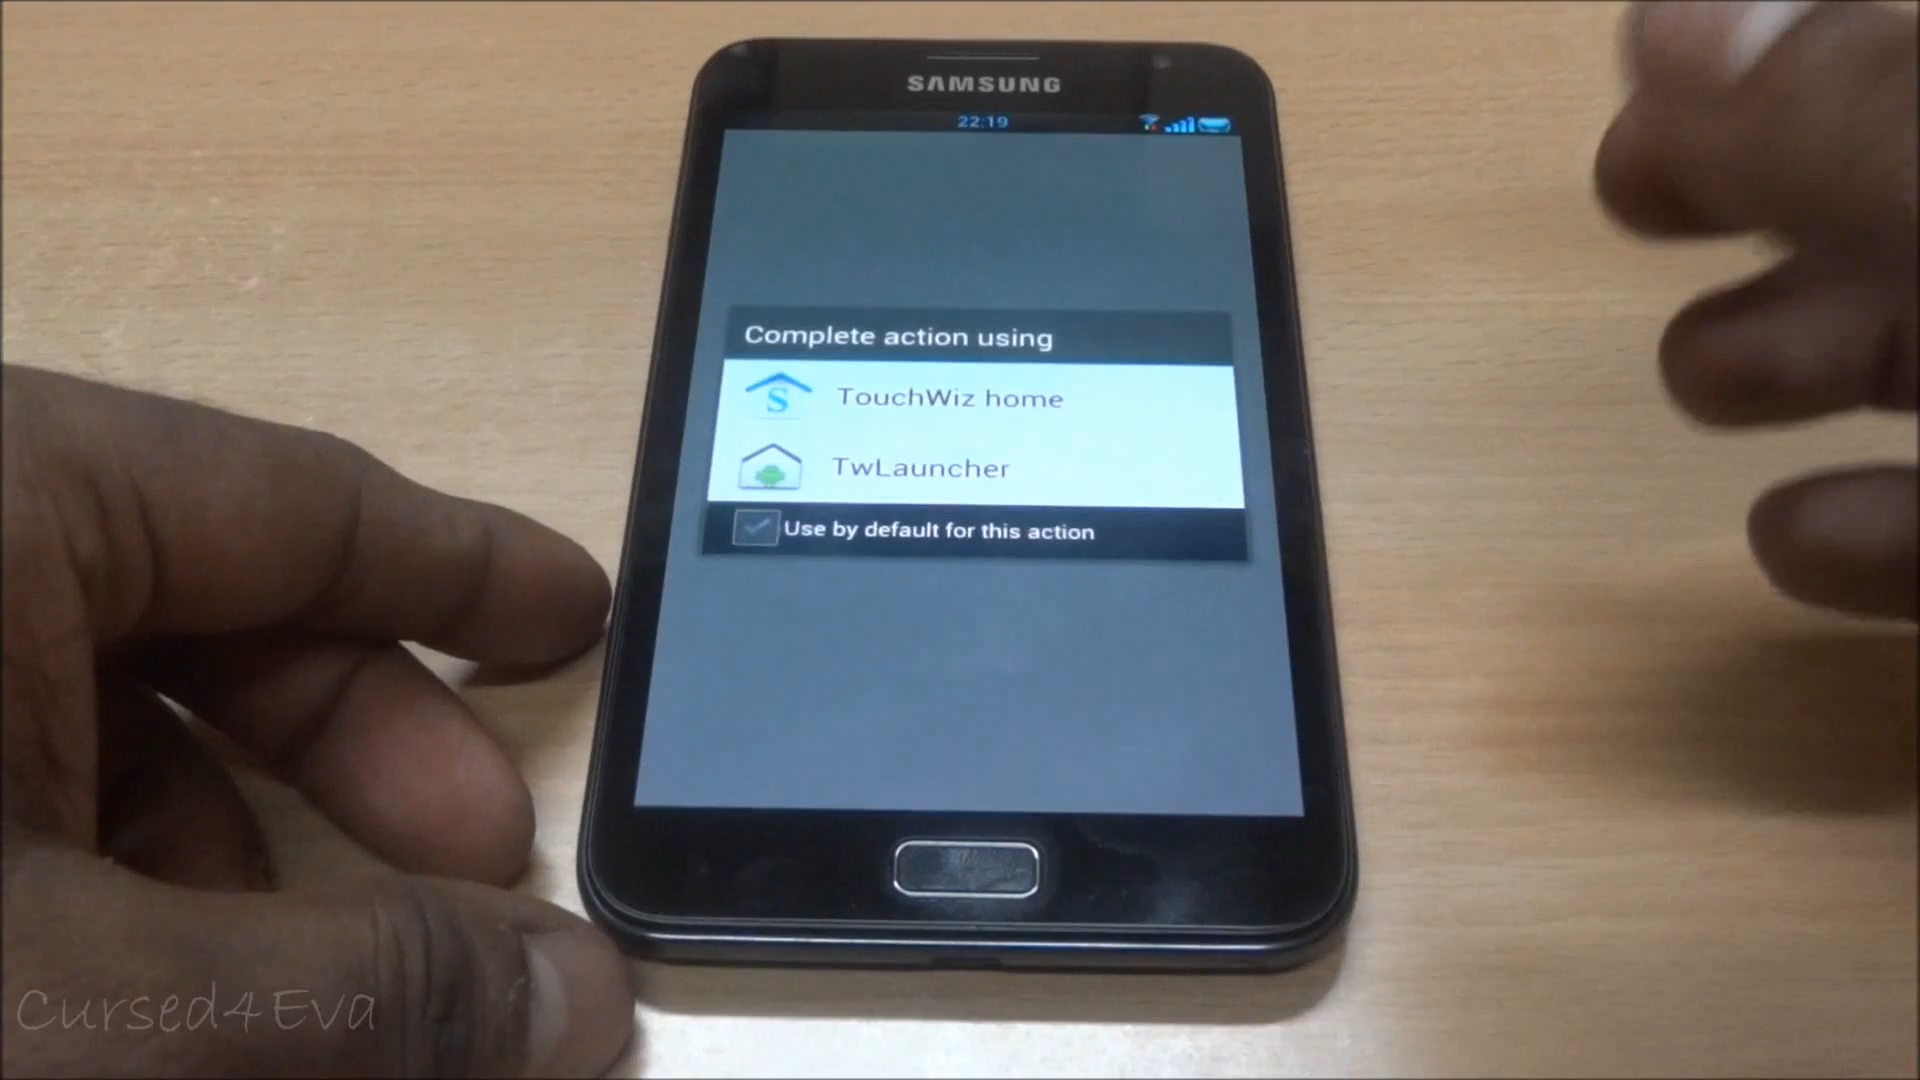 SAMSUNG
22:19
Complete action using
S
TouchWiz home
TwLauncher
Use by default for this action
Cursed4Eva